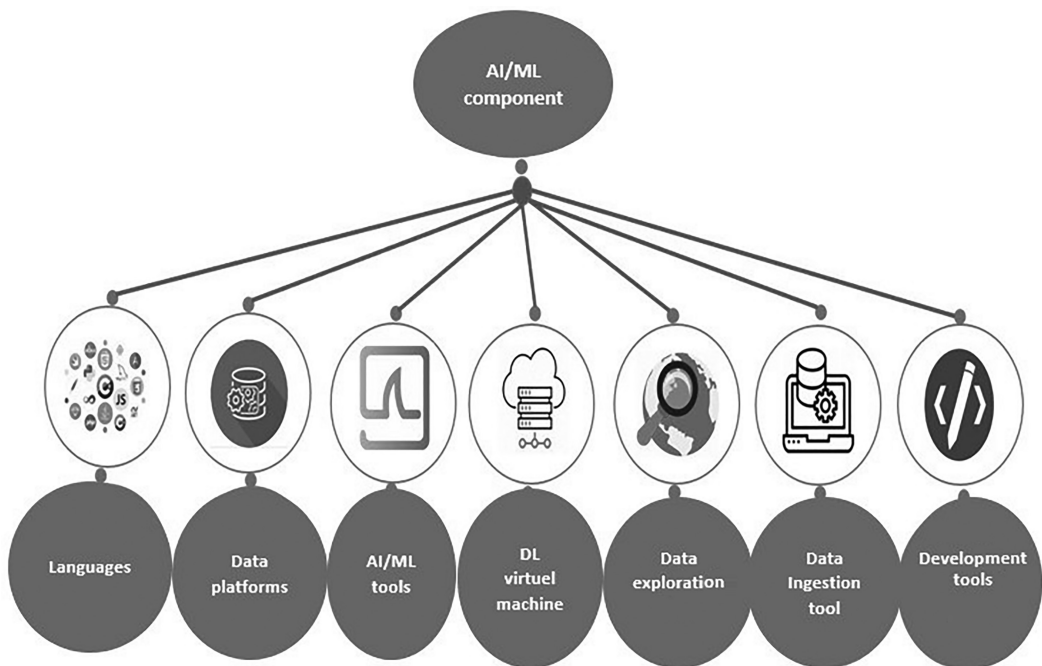 AI/ML
component
JS
Languages
Data
platforms
AI/ML
tools
DL
virtuel
machine
Data
exploration
Data
Ingestion
tool
Development
tools